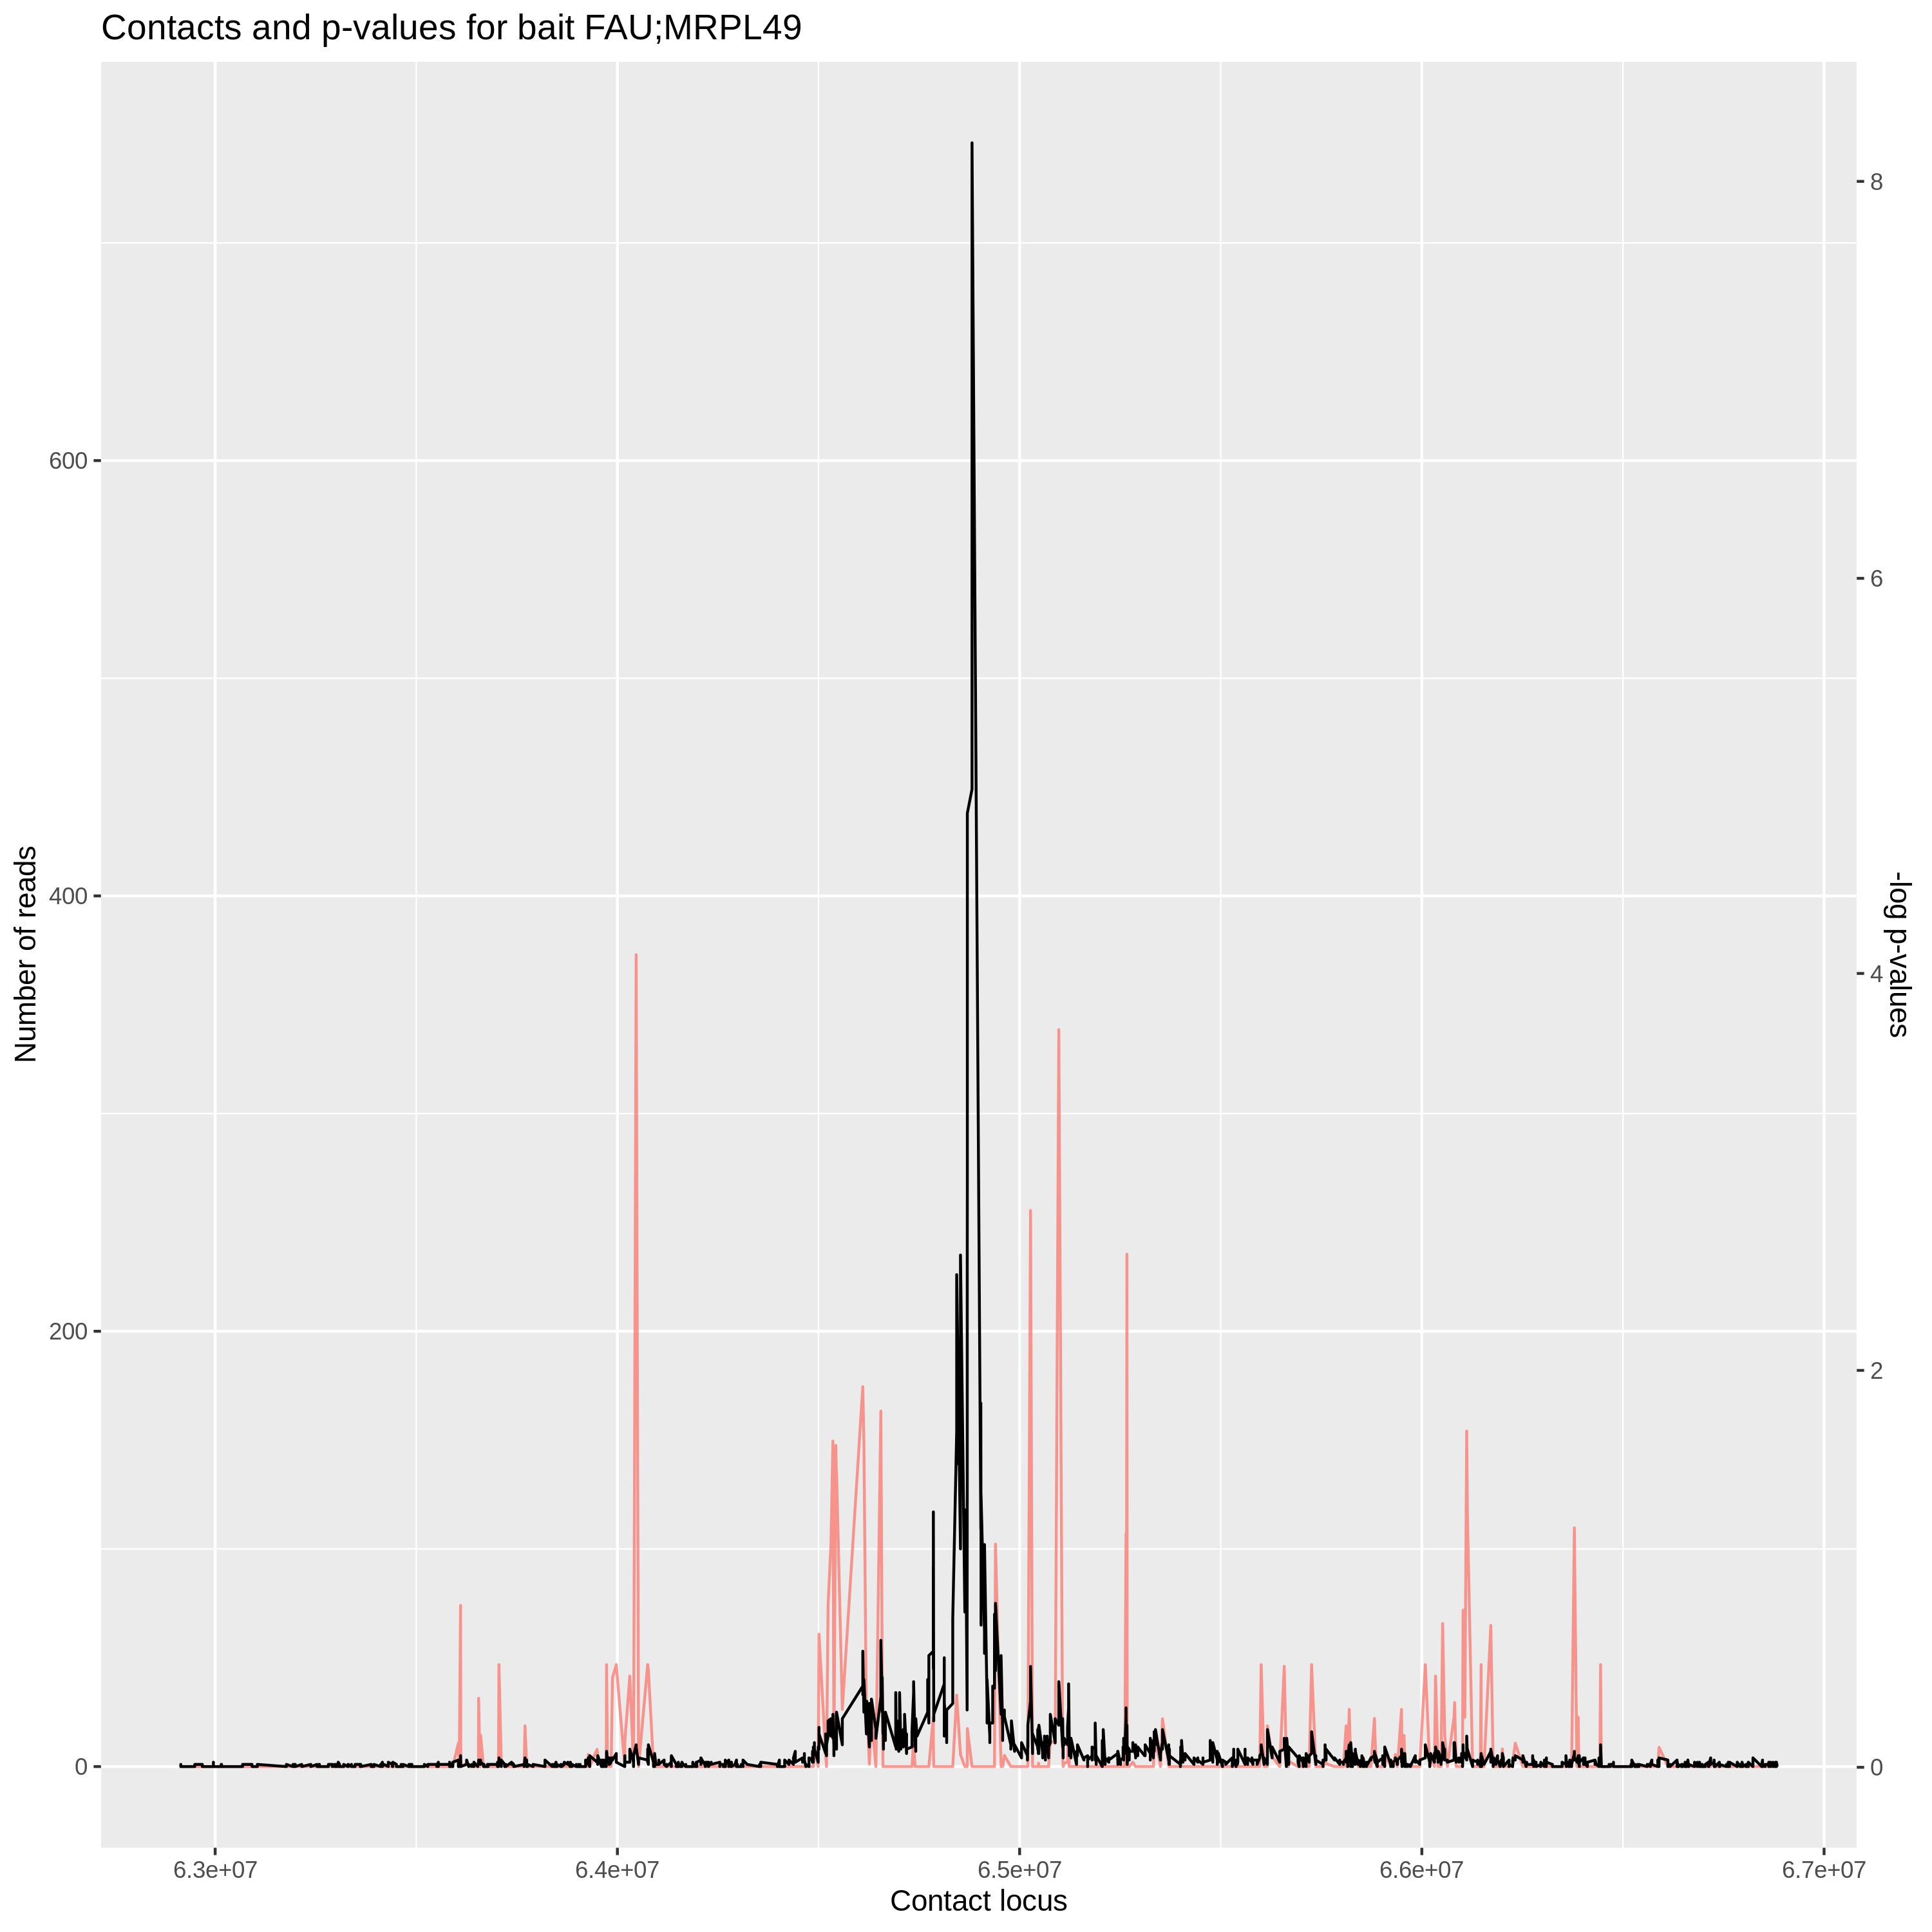 Contacts and p-values for bait FAU;MRPL49
600
400
200
0
Number of reads
8
6
4
2
0
-log p-values
6.3e+07
6.4e+07
6.5e+07
6.6e+07
6.7e+07
Contact locus